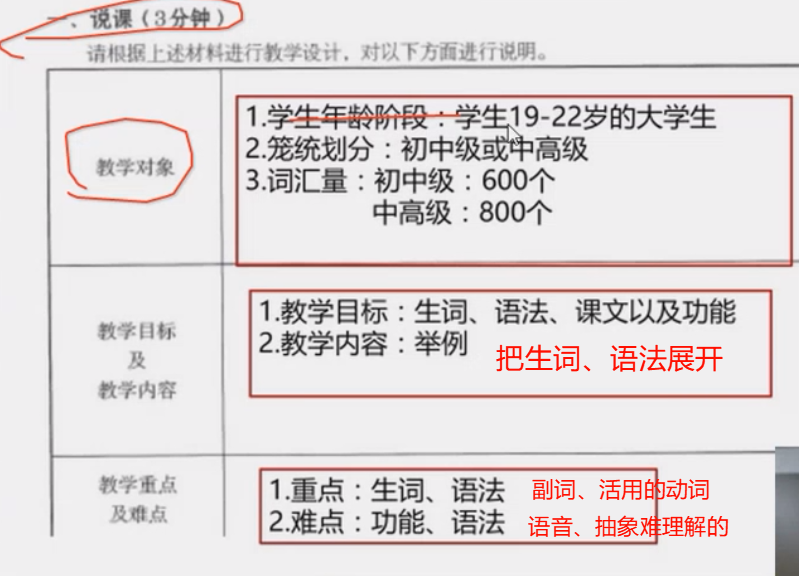 一、说课（3分钟）
请根据上述材料进行教学设计，对以下方面进行说明。
教学对象
1.学生年龄阶段：学生19-22岁的大学生
2.笼统划分：初中级或中高级
3.词汇量：初中级：600个
中高级：800个
教学目标
及
教学内容
1.教学目标：生词、语法、课文以及功能
2.教学内容：举例
把生词、语法展开
教学重点
及难点
1.重点：生词、语法
副词、活用的动词
2.难点：功能、语法
语音、抽象难理解的